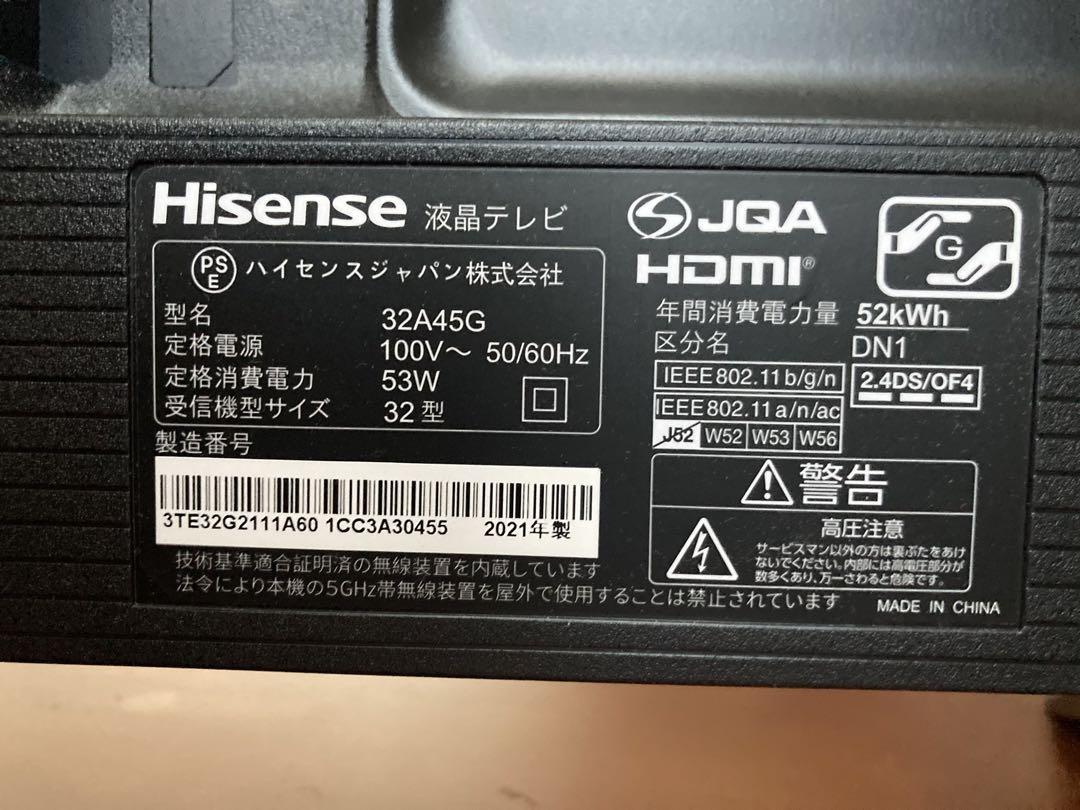 Hisense 液晶テレビ
PSE ハイセンスジャパン株式会社
型名 32A45G
定格電源 100V～ 50/60Hz
定格消費電力 53W
受信機型サイズ 32型
製造番号
3TE32G2111A60 1CC3A30455 2021年製
技術基準適合証明済の無線装置を内蔵しています
法令により本機の5GHz帯無線装置を屋外で使用することは禁止されています
JQA
HDMI®
G
年間消費電力量 52kWh
区分名 DN1
IEEE802.11b/g/n
2.4DS/OF4
IEEE802.11a/n/ac
J52 W52 W53 W56
警告
高圧注意
サービスマン以外の方は裏ぶたをあけ
ないでください。内部には高電圧部分が
数多くあり、万一さわると危険です。
MADE IN CHINA